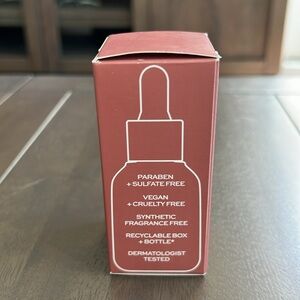 PARABEN
+ SULFATE FREE
VEGAN
+ CRUELTY FREE
SYNTHETIC
FRAGRANCE FREE
RECYCLABLE BOX
+ BOTTLE*
DERMATOLOGIST
TESTED